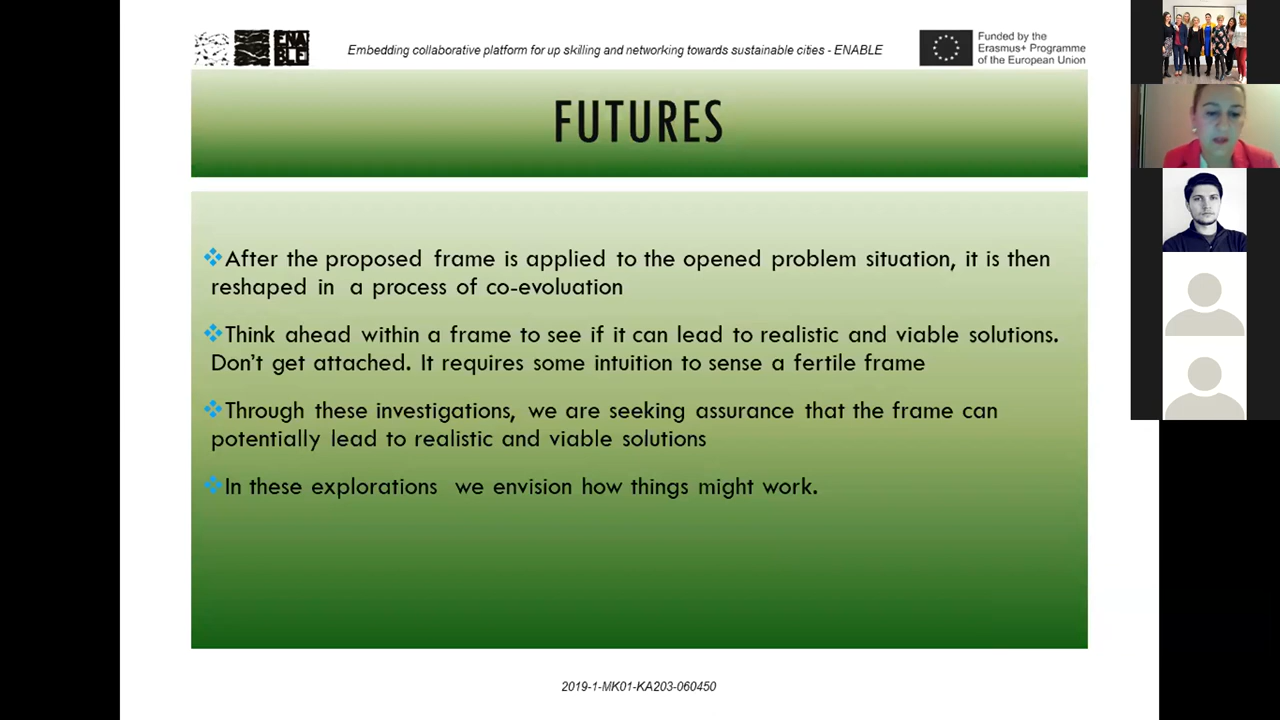 ENA
BLE
Embedding collaborative platform for up skilling and networking towards sustainable cities - ENABLE
Funded by the
Erasmus+ Programme
of the European Union
FUTURES
After the proposed frame is applied to the opened problem situation, it is then
reshaped in a process of co-evoluation
Think ahead within a frame to see if it can lead to realistic and viable solutions.
Don't get attached. It requires some intuition to sense a fertile frame
Through these investigations, we are seeking assurance that the frame can
potentially lead to realistic and viable solutions
In these explorations we envision how things might work.
2019-1-MK01-KA203-060450